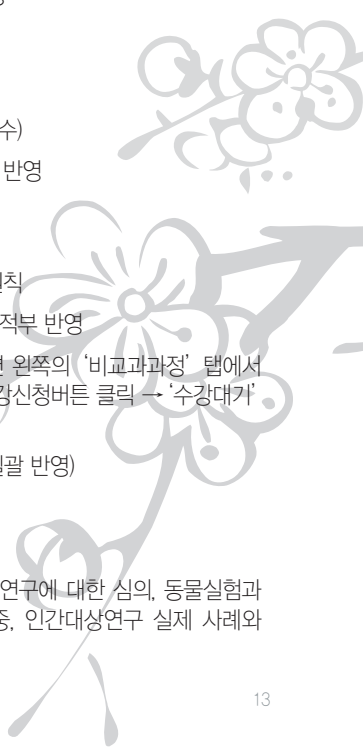 수)
반영
원칙
적부 반영
면 왼쪽의 ‘비교과과정’ 탭에서
강신청버튼 클릭 → ‘수강대기’
일괄 반영)
연구에 대한 심의, 동물실험과
중, 인간대상연구 실제 사례와
13